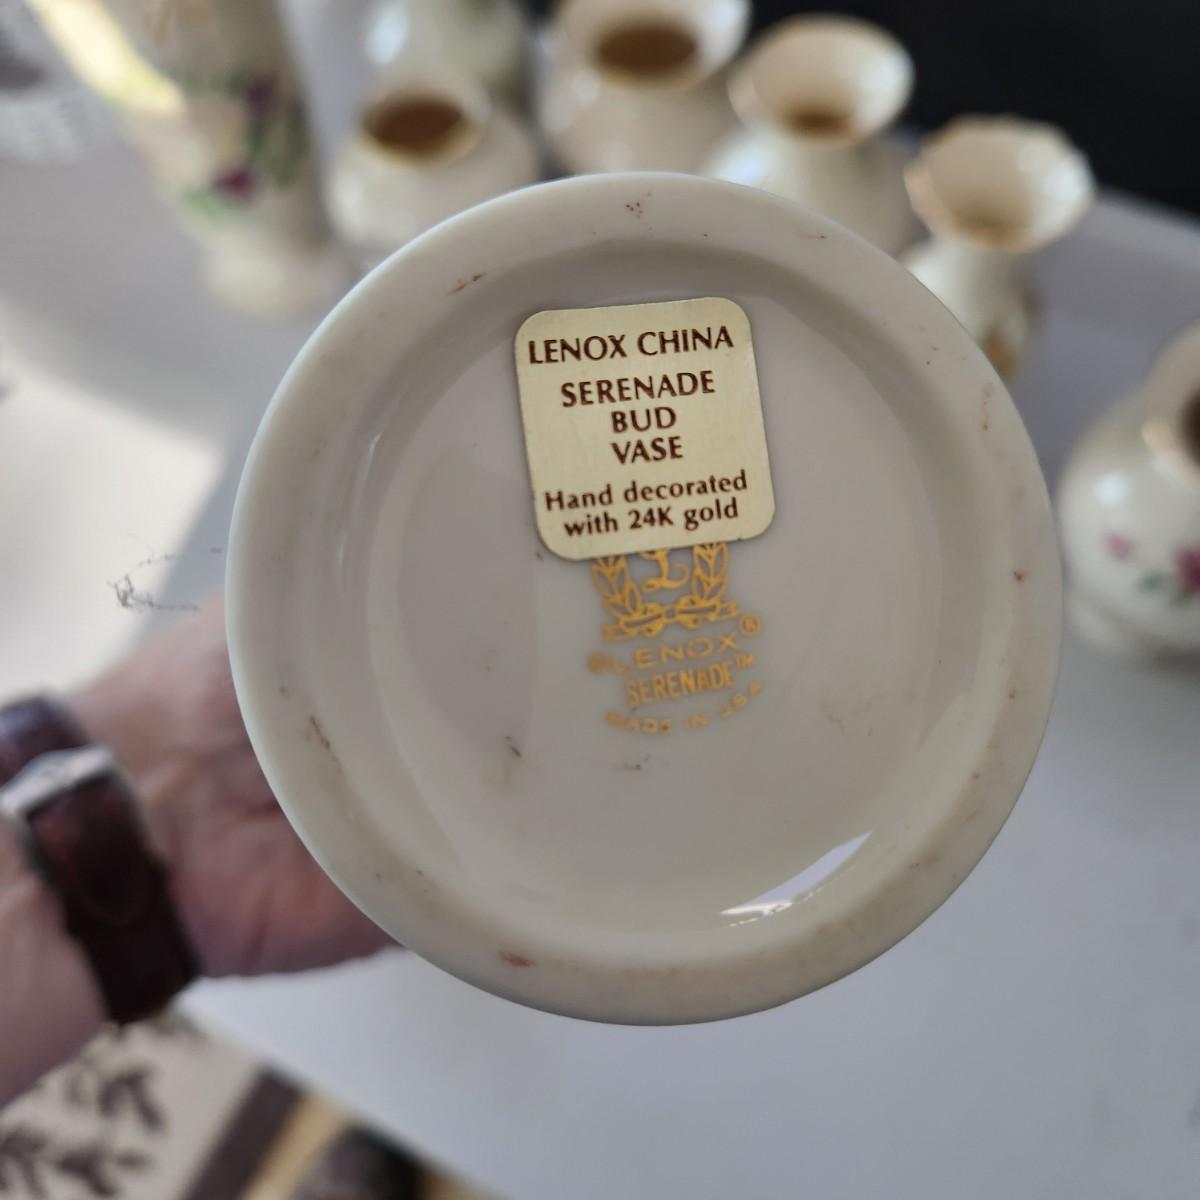 LENOX CHINA
SERENADE
BUD
VASE
Hand decorated
with 24K gold
L
©LENOX®
SERENADE™
MADE IN USA